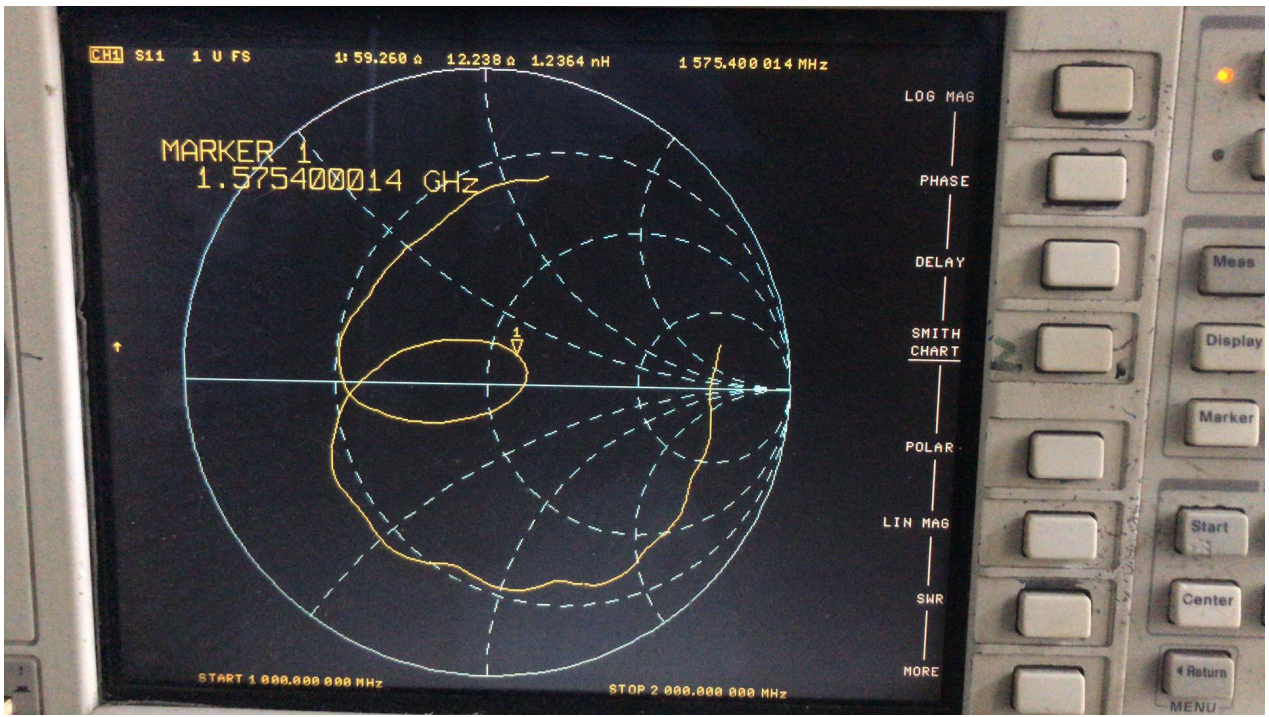 CH1 S11 1 U FS 1: 59.260 Ω 12.238 Ω 1.2364 nH 1 575.400 014 MHz
MARKER 1
1.575400014 GHz
1
LOG MAG
PHASE
DELAY
SMITH
CHART
POLAR
LIN MAG
SWR
MORE
START 1 000.000 000 MHz STOP 2 000.000 000 MHz
Meas
Display
Marker
Start
Center
Return
MENU
1